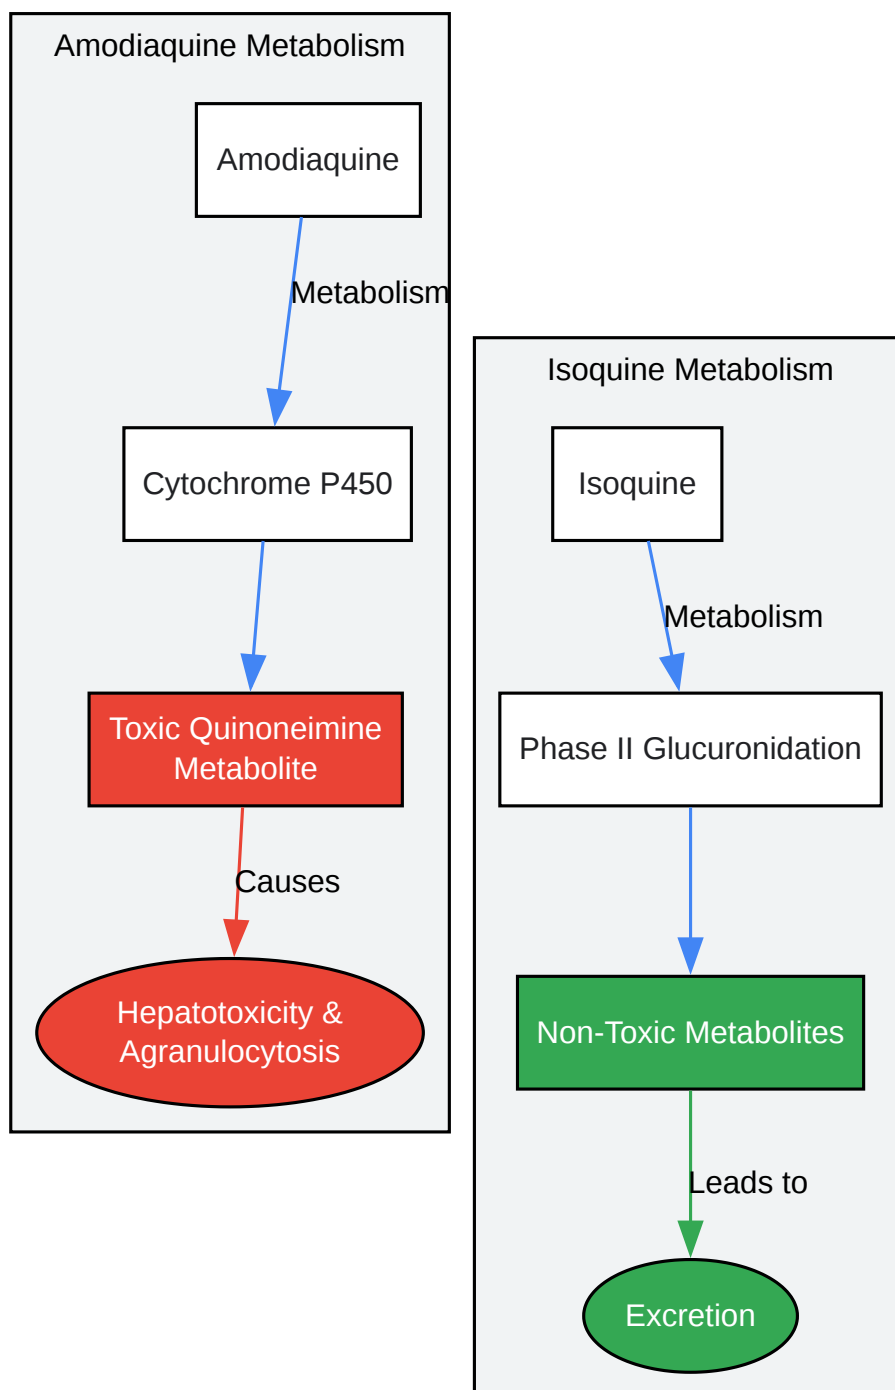 Amodiaquine Metabolism
Amodiaquine
Metabolism
Cytochrome P450
Toxic Quinoneimine
Metabolite
Causes
Hepatotoxicity &
Agranulocytosis
Isoquine Metabolism
Isoquine
Metabolism
Phase II Glucuronidation
Non-Toxic Metabolites
Leads to
Excretion